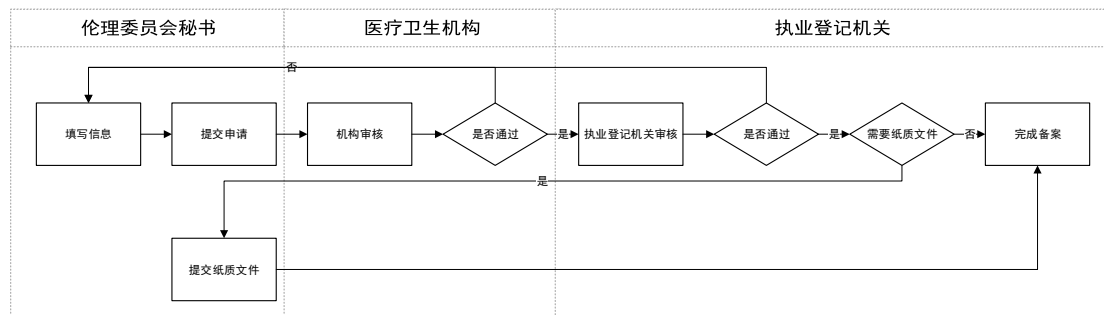 伦理委员会秘书
医疗卫生机构
执业登记机关
否
填写信息
提交申请
机构审核
是否通过
是
执业登记机关审核
是否通过
是
需要纸质文件
否
完成备案
是
提交纸质文件